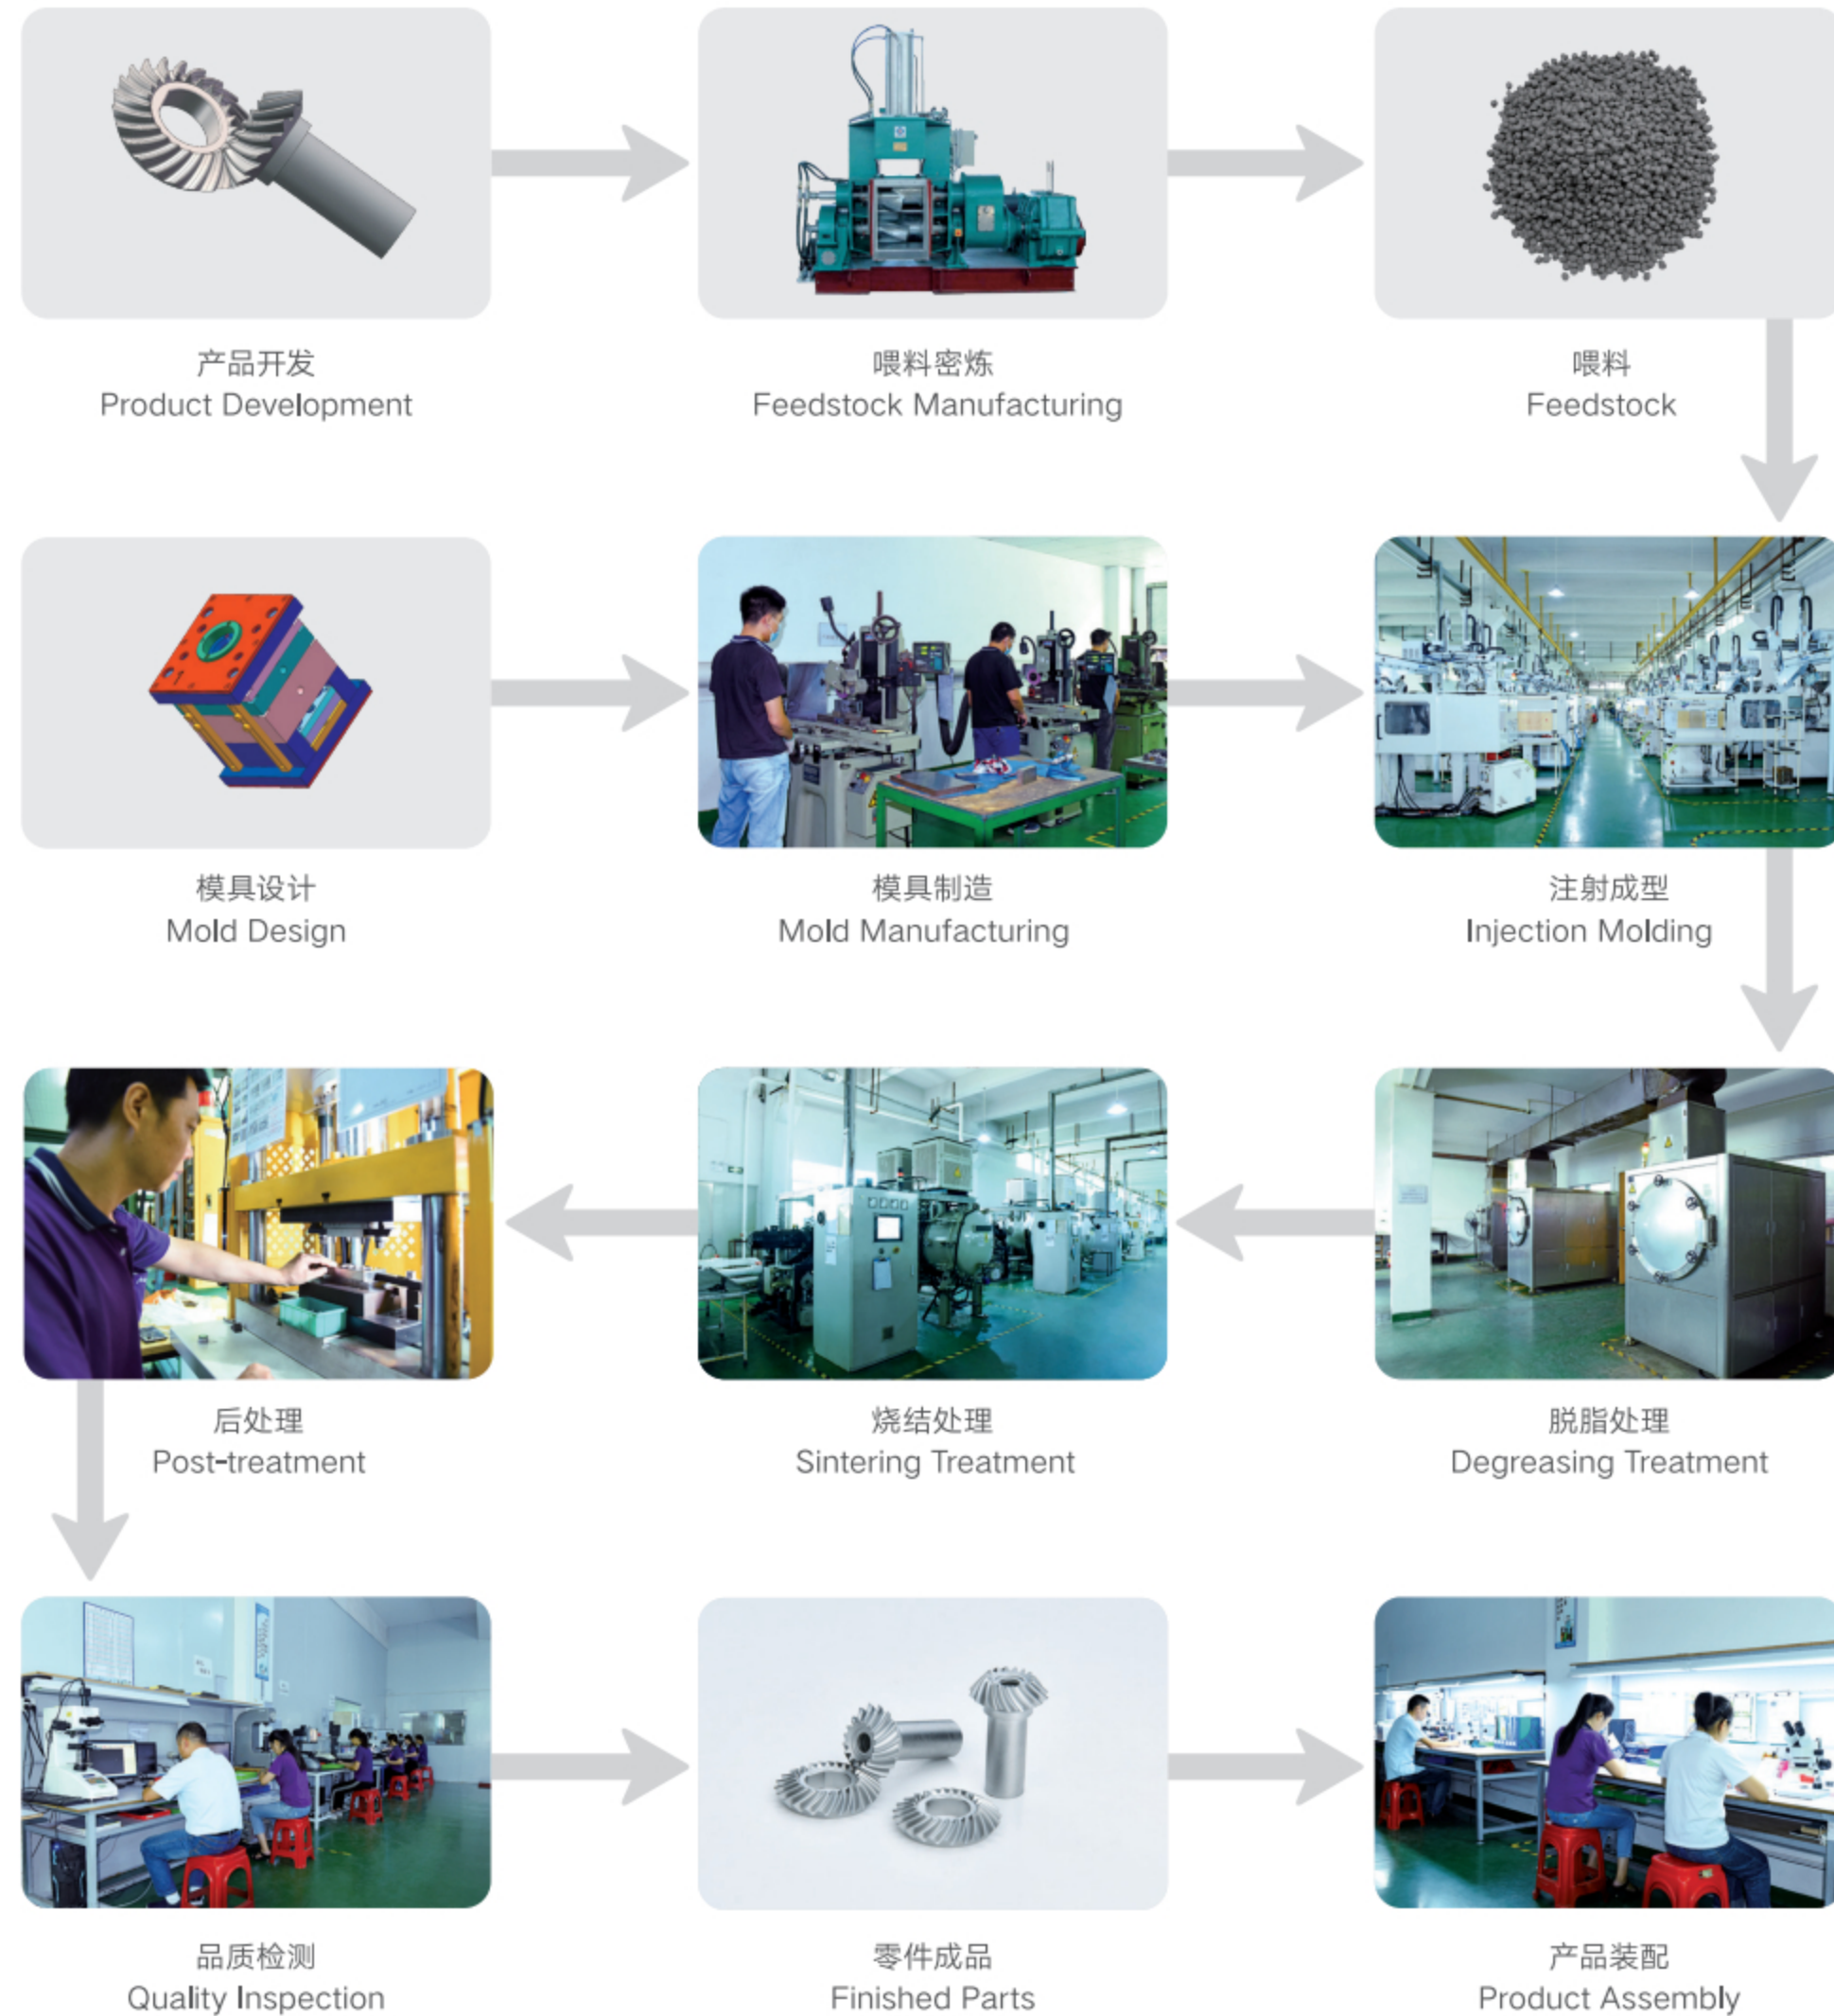 产品开发
Product Development
喂料密炼
Feedstock Manufacturing
喂料
Feedstock
模具设计
Mold Design
模具制造
Mold Manufacturing
注射成型
Injection Molding
后处理
Post-treatment
烧结处理
Sintering Treatment
脱脂处理
Degreasing Treatment
品质检测
Quality Inspection
零件成品
Finished Parts
产品装配
Product Assembly